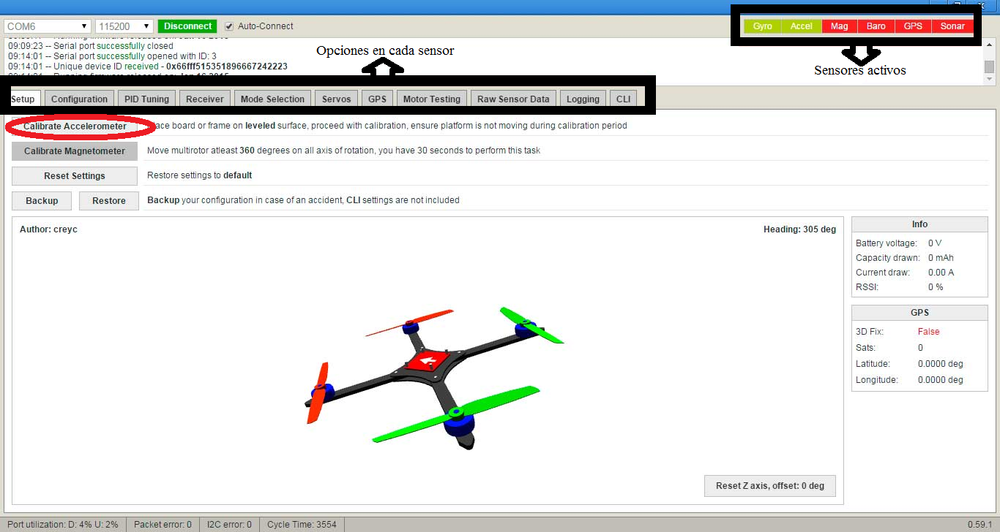 COM6
115200
Disconnect
Auto-Connect
Gyro Accel Mag Baro GPS Sonar
09:09:23 -- Serial port successfully closed
09:14:01 -- Serial port successfully opened with ID: 3
09:14:01 -- Unique device ID received - 0x66fff515351896667242223
Opciones en cada sensor
Sensores activos
Setup Configuration PID Tuning Receiver Mode Selection Servos GPS Motor Testing Raw Sensor Data Logging CLI
Calibrate Accelerometer
board or frame on leveled surface, proceed with calibration, ensure platform is not moving during calibration period
Calibrate Magnetometer
Move multirotor atleast 360 degrees on all axis of rotation, you have 30 seconds to perform this task
Reset Settings
Restore settings to default
Backup Restore
Backup your configuration in case of an accident, CLI settings are not included
Author: creyc
Heading: 305 deg
Info
Battery voltage: 0 V
Capacity drawn: 0 mAh
Current draw: 0.00 A
RSSI: 0 %
GPS
3D Fix: False
Sats: 0
Latitude: 0.0000 deg
Longitude: 0.0000 deg
Reset Z axis, offset: 0 deg
Port utilization: D: 4% U: 2%
Packet error: 0
I2C error: 0
Cycle Time: 3554
0.59.1